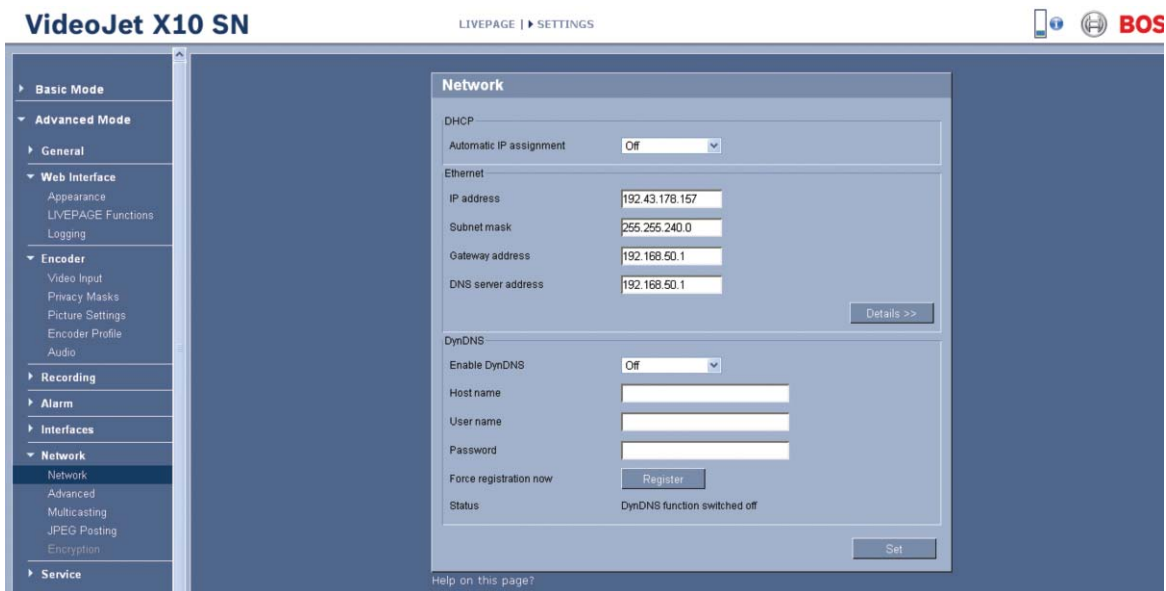 VideoJet X10 SN
LIVEPAGE | SETTINGS
BOS
Basic Mode
Advanced Mode
General
Web Interface
Appearance
LIVEPAGE Functions
Logging
Encoder
Video Input
Privacy Masks
Picture Settings
Encoder Profile
Audio
Recording
Alarm
Interfaces
Network
Network
Advanced
Multicasting
JPEG Posting
Encryption
Service
Network
DHCP
Automatic IP assignment Off
Ethernet
IP address 192.43.178.157
Subnet mask 255.255.240.0
Gateway address 192.168.50.1
DNS server address 192.168.50.1
Details >>
DynDNS
Enable DynDNS Off
Host name
User name
Password
Force registration now Register
Status DynDNS function switched off
Set
Help on this page?